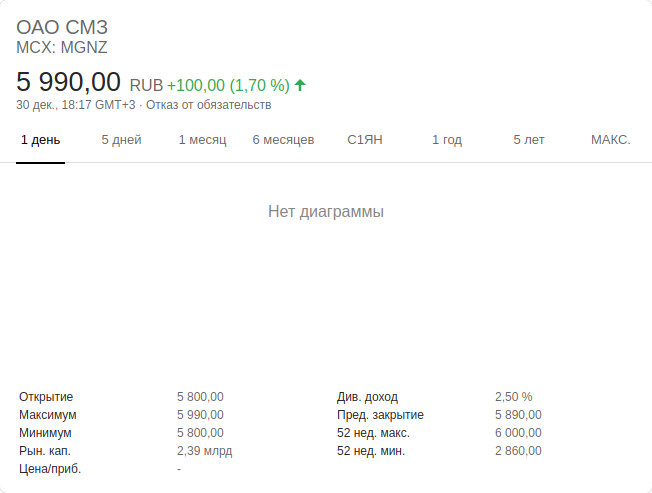 ОАО СМЗ
MCX: MGNZ
5 990,00 RUB +100,00 (1,70 %)
30 дек., 18:17 GMT+3 · Отказ от обязательств
1 день 5 дней 1 месяц 6 месяцев С1ЯН 1 год 5 лет МАКС.
Нет диаграммы
Открытие 5 800,00 Див. доход 2,50 %
Максимум 5 990,00 Пред. закрытие 5 890,00
Минимум 5 800,00 52 нед. макс. 6 000,00
Рын. кап. 2,39 млрд 52 нед. мин. 2 860,00
Цена/приб. -